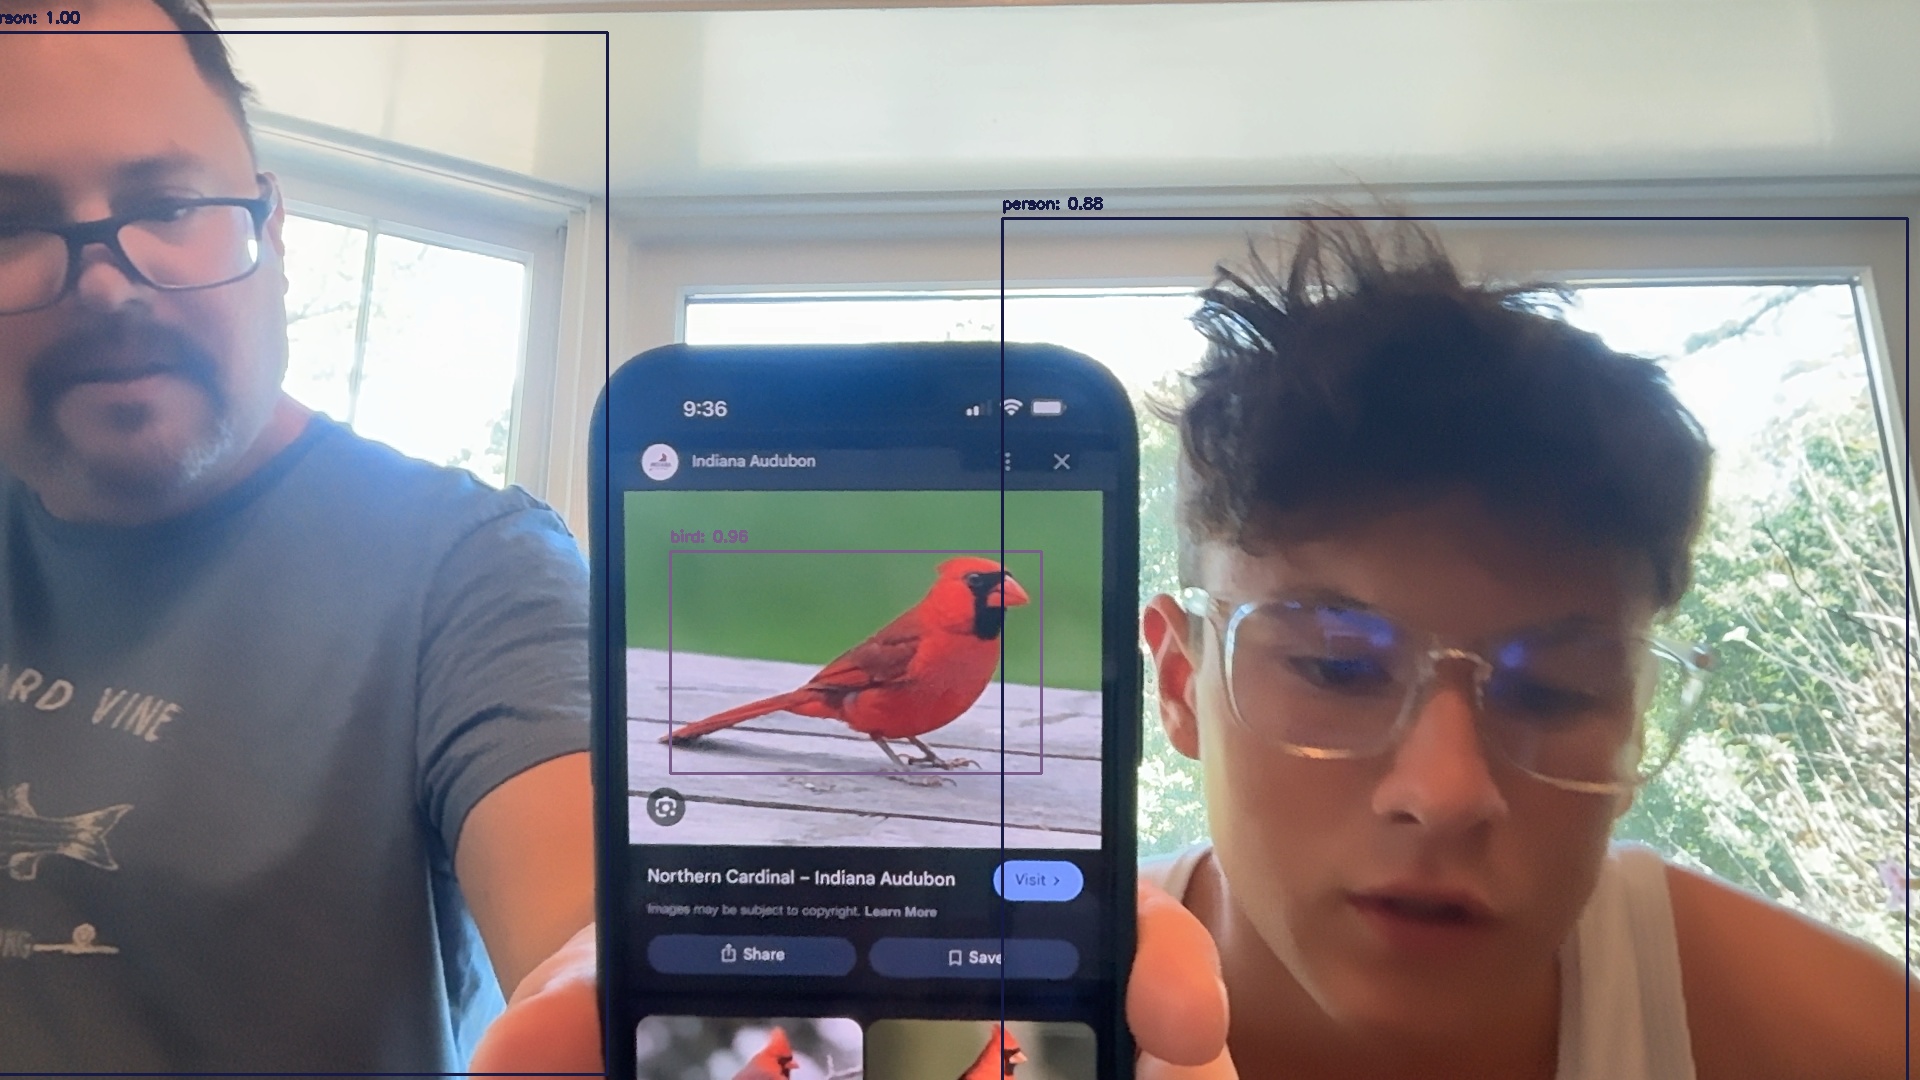 rson: 1.00
person: 0.88
9:36
Indiana Audubon
bird: 0.96
Northern Cardinal – Indiana Audubon
Visit >
Images may be subject to copyright. Learn More
Share
Save
ARD VINE
NG